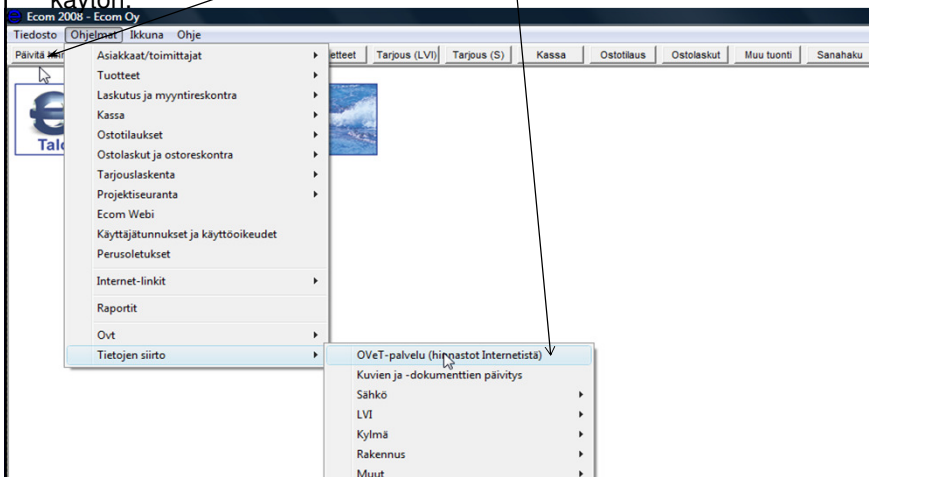 käytön.
Ecom 2008 - Ecom Oy
Tiedosto Ohjelmat Ikkuna Ohje
Päivitä Tarjous (LVI) Tarjous (S) Kassa Ostotilaus Ostolaskut Muu tuonti Sanahaku
Asiakkaat/toimittajat
Tuotteet
Laskutus ja myyntireskontra
Kassa
Ostotilaukset
Ostolaskut ja ostoreskontra
Tarjouslaskenta
Projektiseuranta
Ecom Webi
Käyttäjätunnukset ja käyttöoikeudet
Perusoletukset
Internet-linkit
Raportit
Ovt
Tietojen siirto
OVeT-palvelu (hinnastot Internetistä)
Kuvien ja -dokumenttien päivitys
Sähkö
LVI
Kylmä
Rakennus
Muut